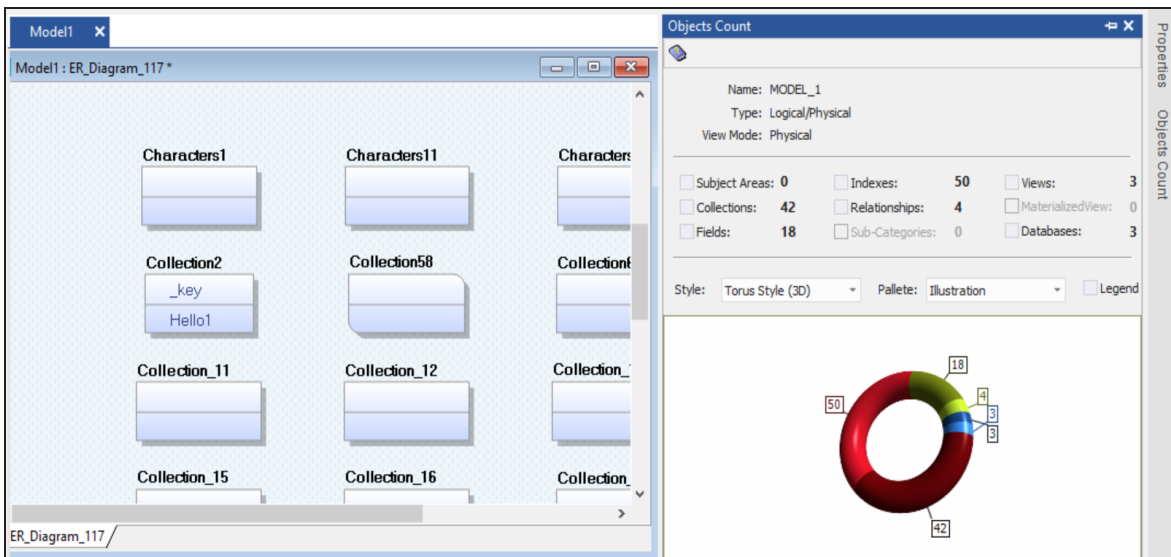 Model1
Model1 : ER_Diagram_117 *
Characters1
Characters11
Characters
Collection2
_key
Hello1
Collection58
Collection_11
Collection_12
Collection_15
Collection_16
Collection_
ER_Diagram_117
Objects Count
Name: MODEL_1
Type: Logical/Physical
View Mode: Physical
Subject Areas: 0 Indexes: 50 Views: 3
Collections: 42 Relationships: 4 MaterializedView: 0
Fields: 18 Sub-Categories: 0 Databases: 3
Style: Torus Style (3D) Pallete: Illustration Legend
18
4
50
3
3
42
Properties
Objects Count